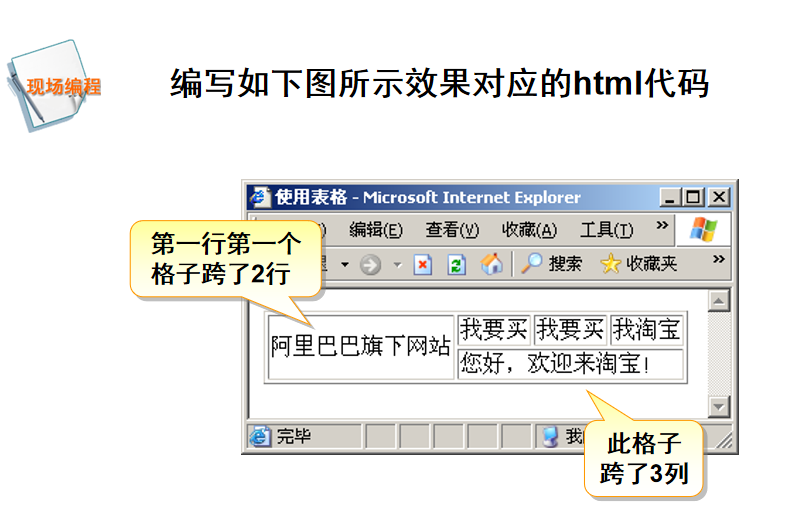 现场编程
编写如下图所示效果对应的html代码
使用表格 - Microsoft Internet Explorer
编辑(E) 查看(V) 收藏(A) 工具(T) »
第一行第一个
格子跨了2行
搜索 收藏夹 »
阿里巴巴旗下网站
我要买 我要买 我淘宝
您好，欢迎来淘宝！
完毕
我
此格子
跨了3列